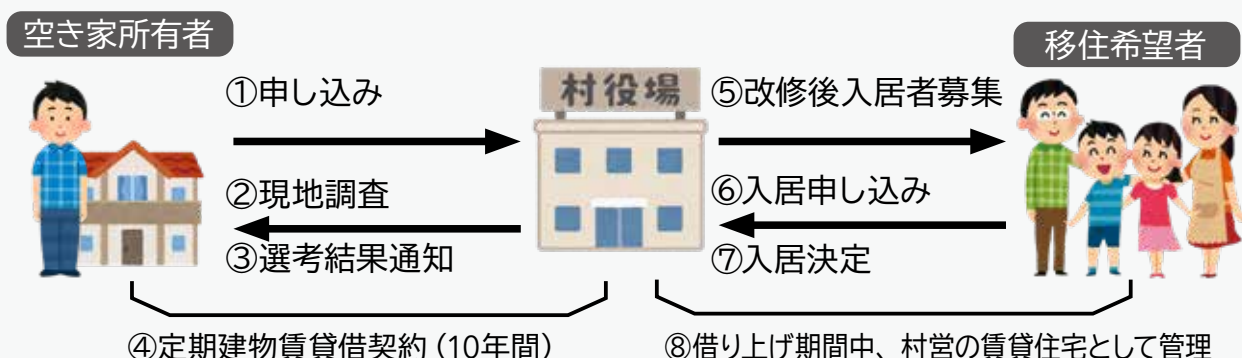 空き家所有者
移住希望者
村役場
①申し込み
②現地調査
③選考結果通知
④定期建物賃貸借契約（10年間）
⑤改修後入居者募集
⑥入居申し込み
⑦入居決定
⑧借り上げ期間中、村営の賃貸住宅として管理